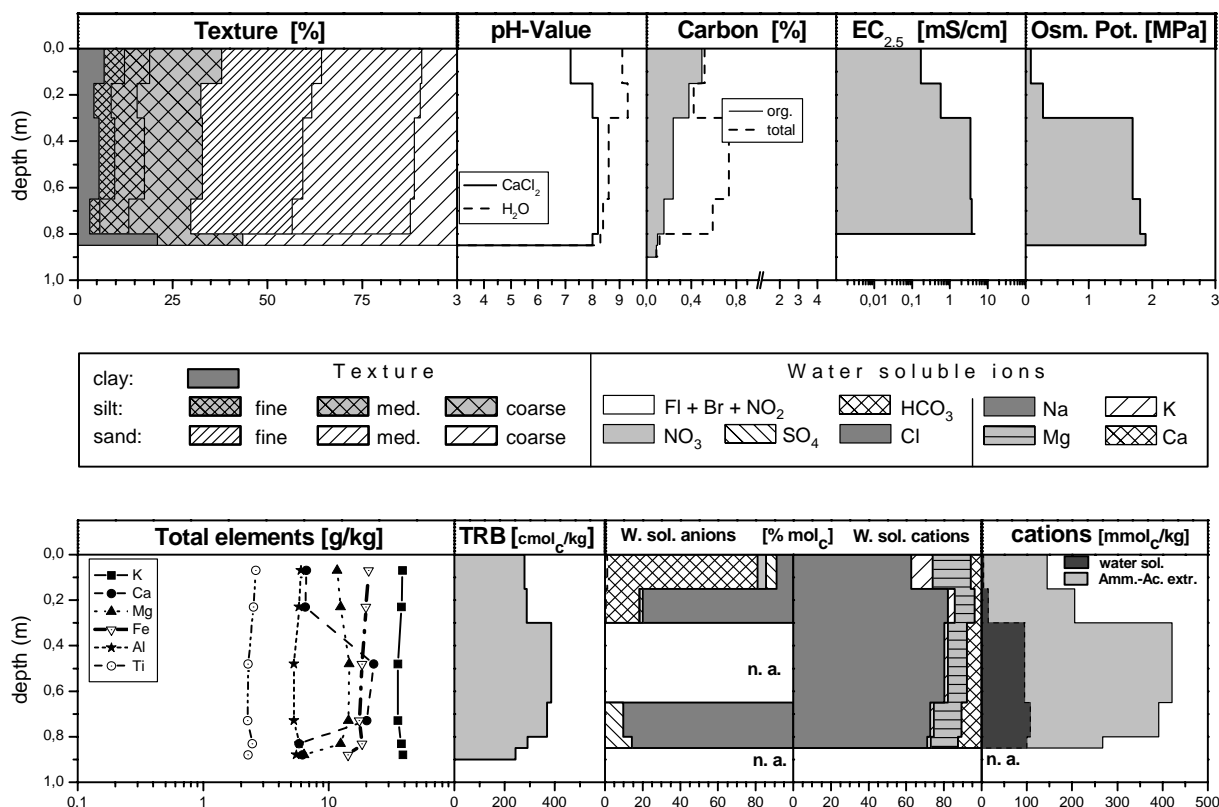 Texture [%] pH-Value Carbon [%] EC2.5 [mS/cm] Osm. Pot. [MPa]
depth (m)
0,0
0,2
0,4
0,6
0,8
1,0
CaCl2
H2O
org.
total
0 25 50 75 3 4 5 6 7 8 9 0,0 0,4 0,8 2 3 4 0,01 0,1 1 10 0 1 2 3
Texture Water soluble ions
clay:
silt: fine med. coarse
sand: fine med. coarse
Fl + Br + NO2 HCO3 Na K
NO3 SO4 Cl Mg Ca
Total elements [g/kg] TRB [cmolc/kg] W. sol. anions [% molc] W. sol. cations cations [mmolc/kg]
depth (m)
0,0
0,2
0,4
0,6
0,8
1,0
K
Ca
Mg
Fe
Al
Ti
water sol.
Amm.-Ac. extr.
n. a.
n. a.
n. a.
0.1 1 10 0 400 0 20 40 60 80 0 20 40 60 80 0 100 200 300 400 500